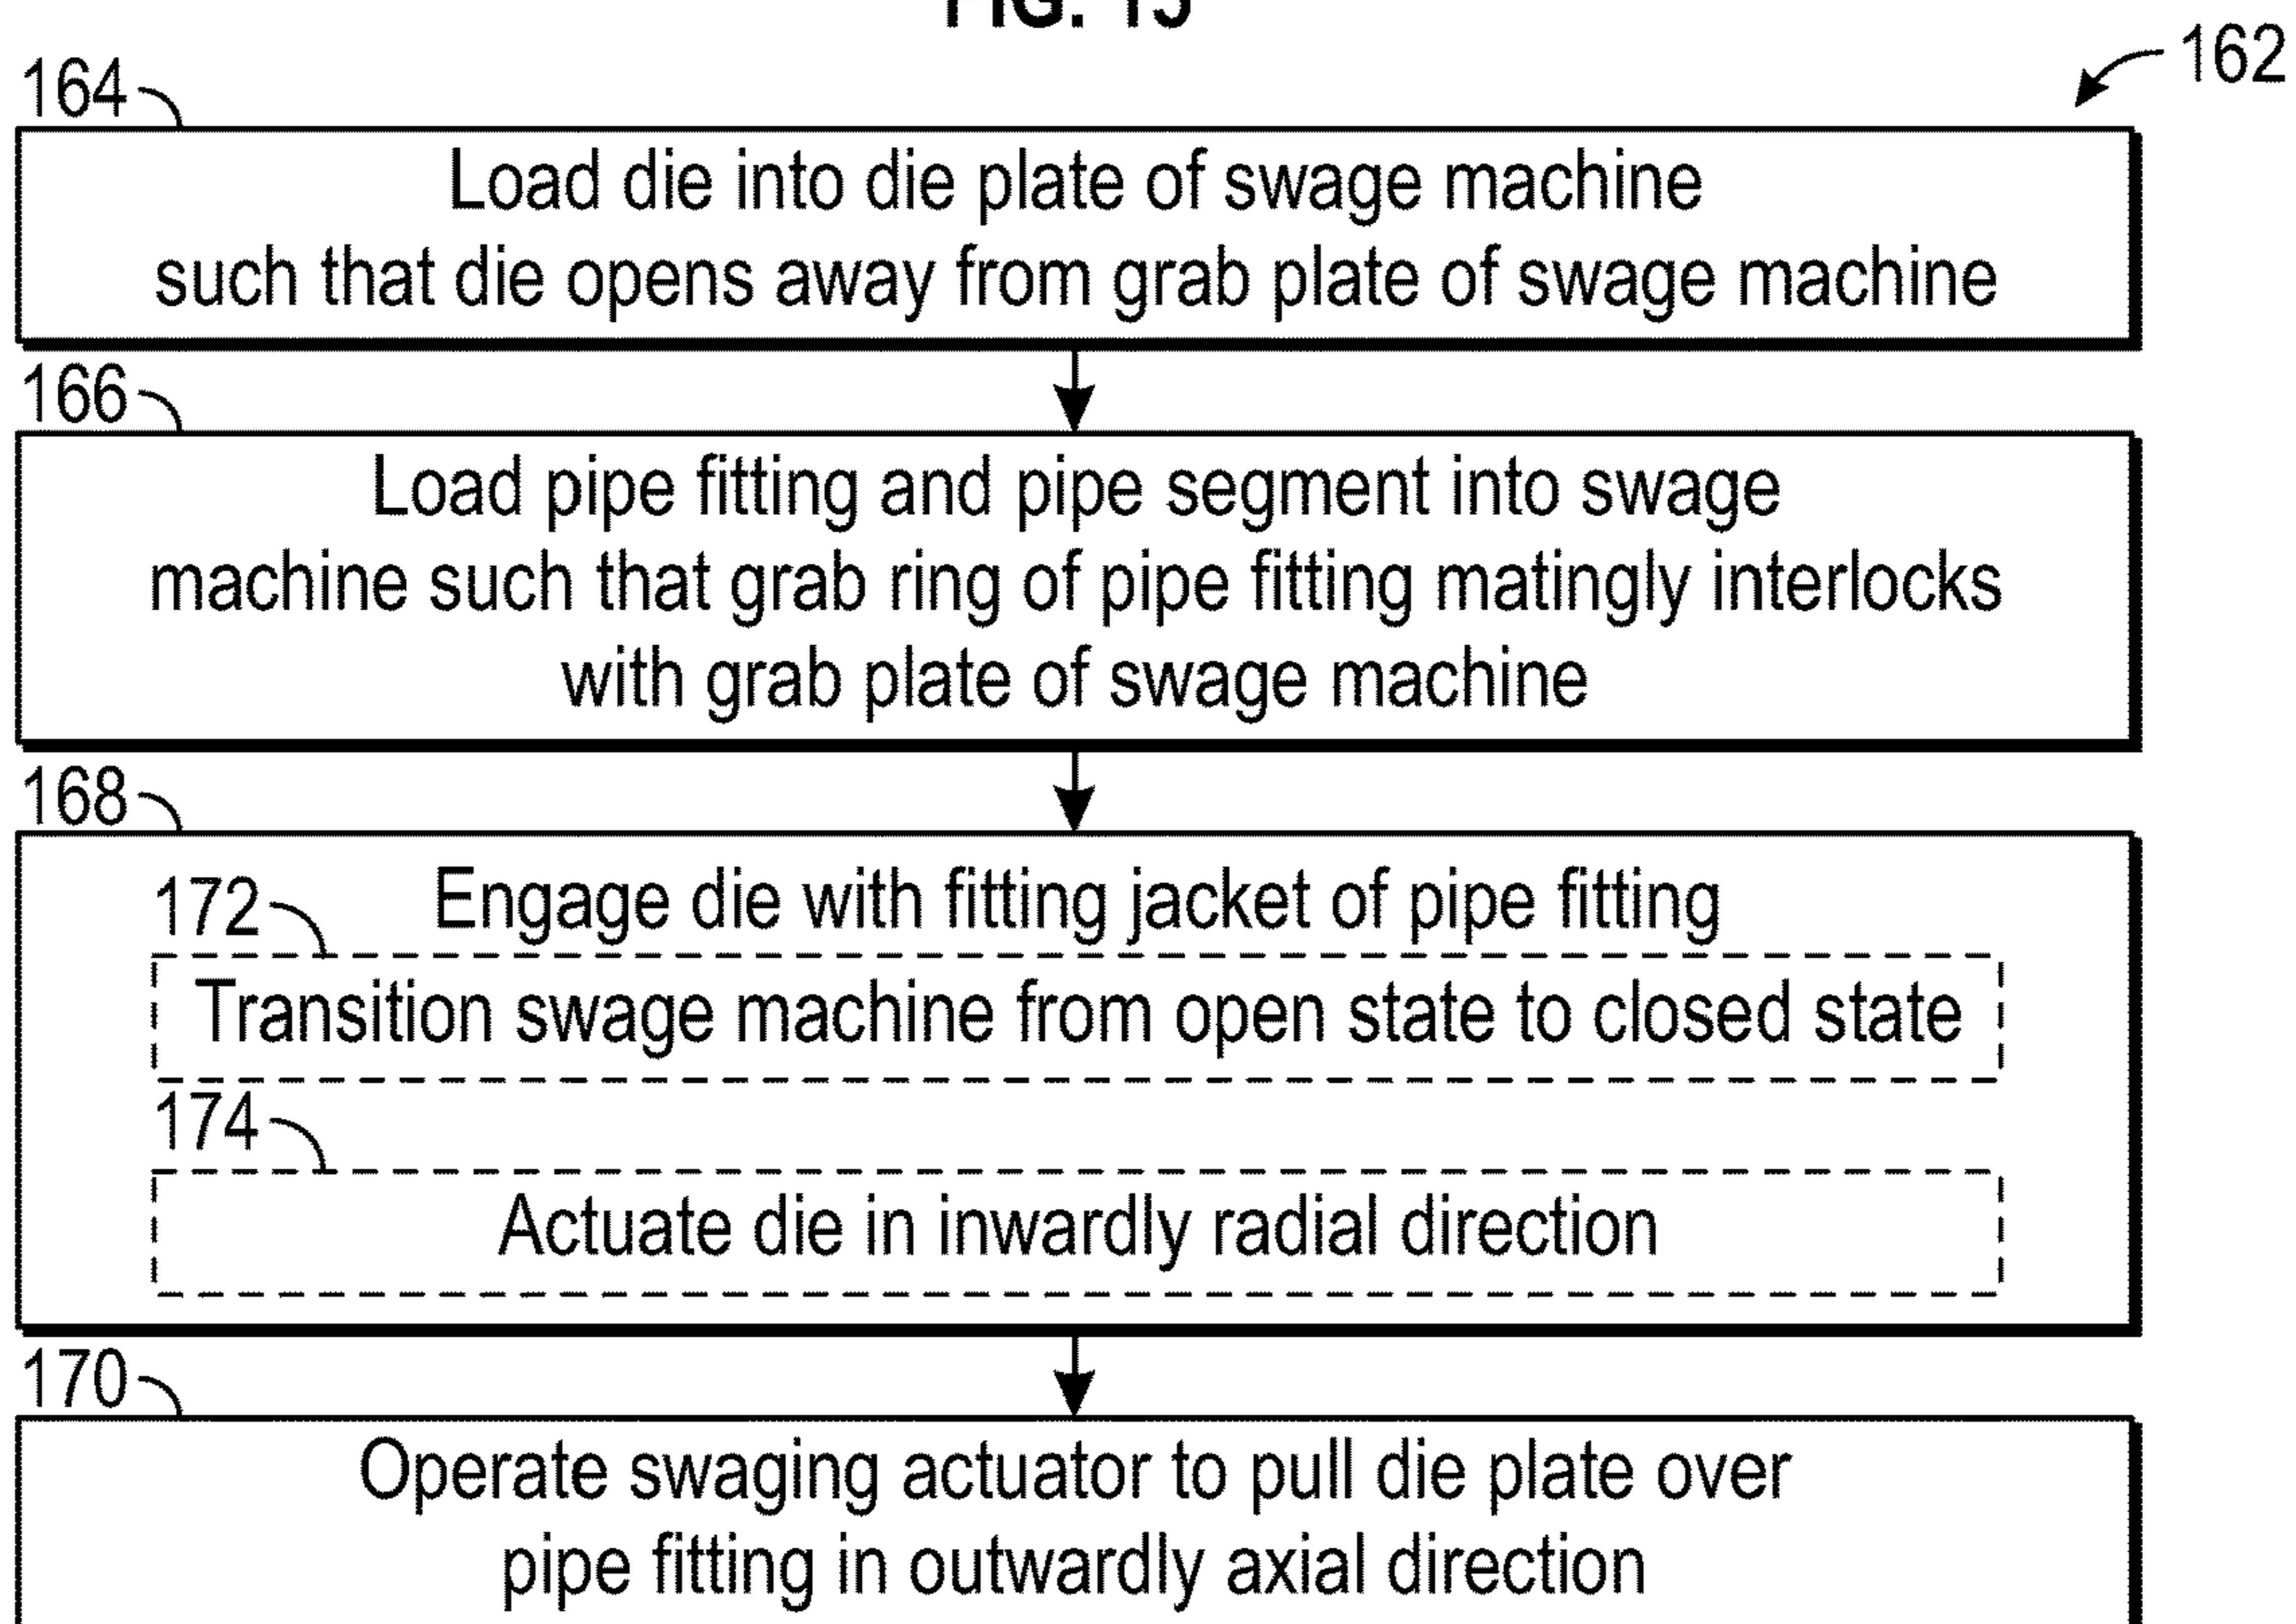 FIG. 15
162
164
Load die into die plate of swage machine
such that die opens away from grab plate of swage machine
166
Load pipe fitting and pipe segment into swage
machine such that grab ring of pipe fitting matingly interlocks
with grab plate of swage machine
168
Engage die with fitting jacket of pipe fitting
172
Transition swage machine from open state to closed state
174
Actuate die in inwardly radial direction
170
Operate swaging actuator to pull die plate over
pipe fitting in outwardly axial direction